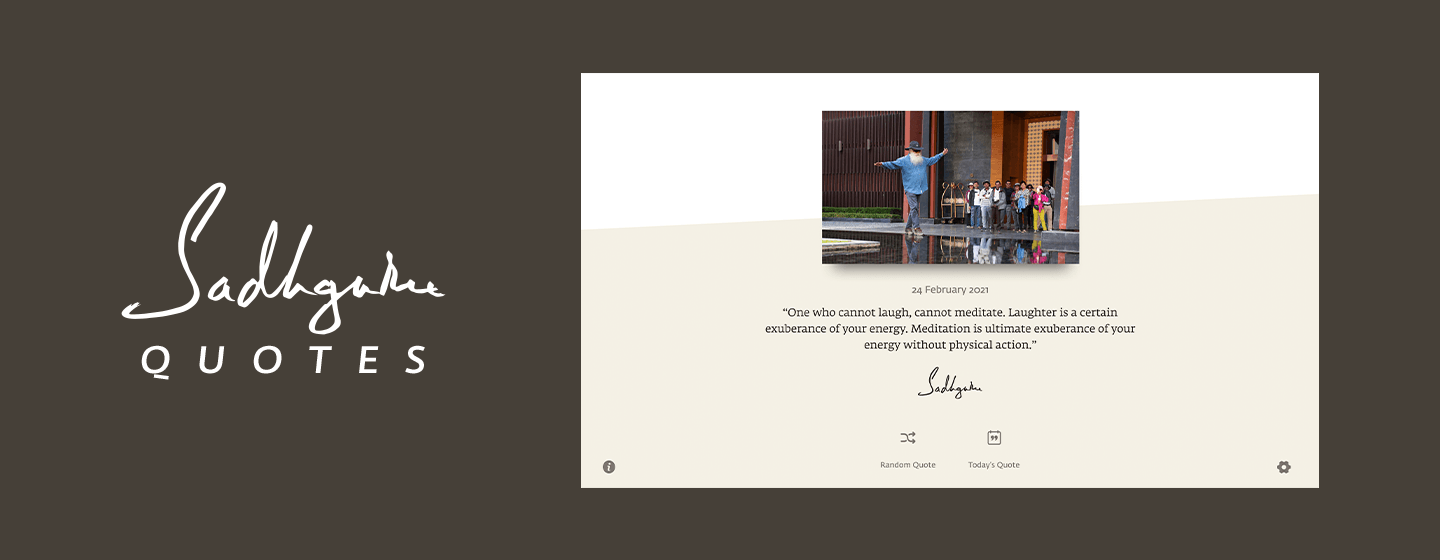 Sadhguru
QUOTES
24 February 2021
“One who cannot laugh, cannot meditate. Laughter is a certain
exuberance of your energy. Meditation is ultimate exuberance of your
energy without physical action.”
Sadhguru
Random Quote
Today's Quote